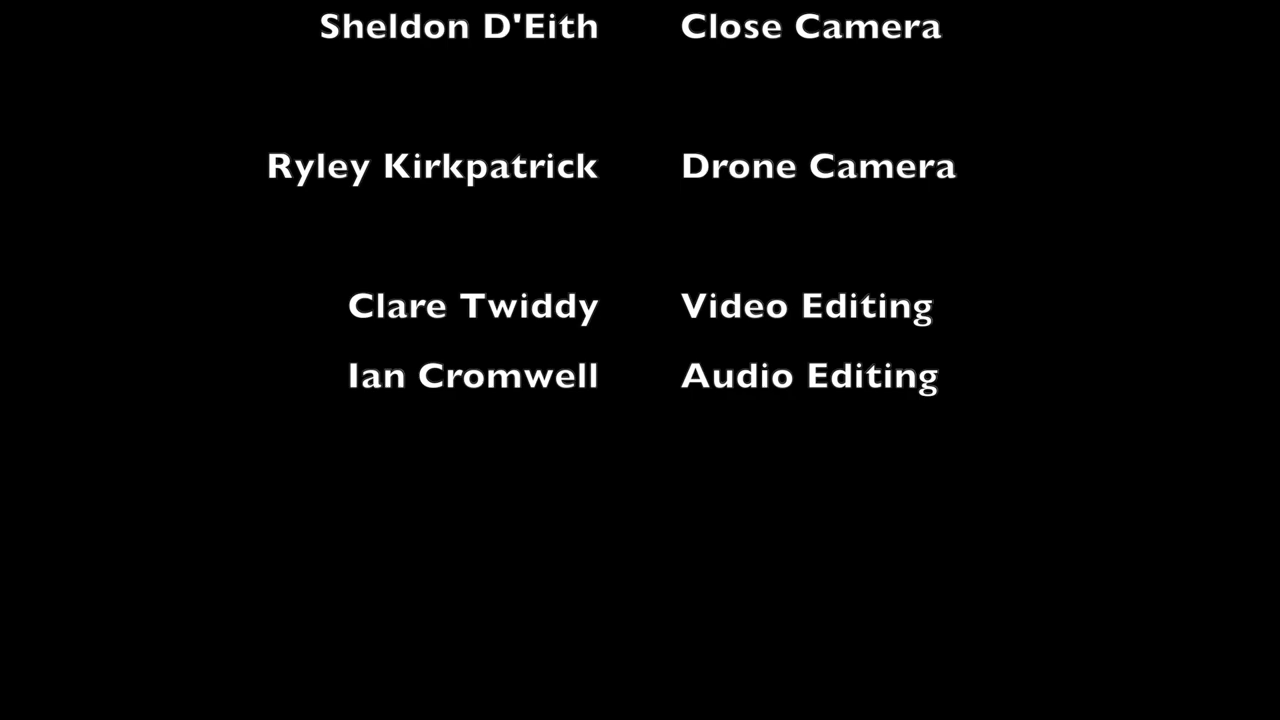 Sheldon D'Eith Close Camera
Ryley Kirkpatrick Drone Camera
Clare Twiddy Video Editing
Ian Cromwell Audio Editing